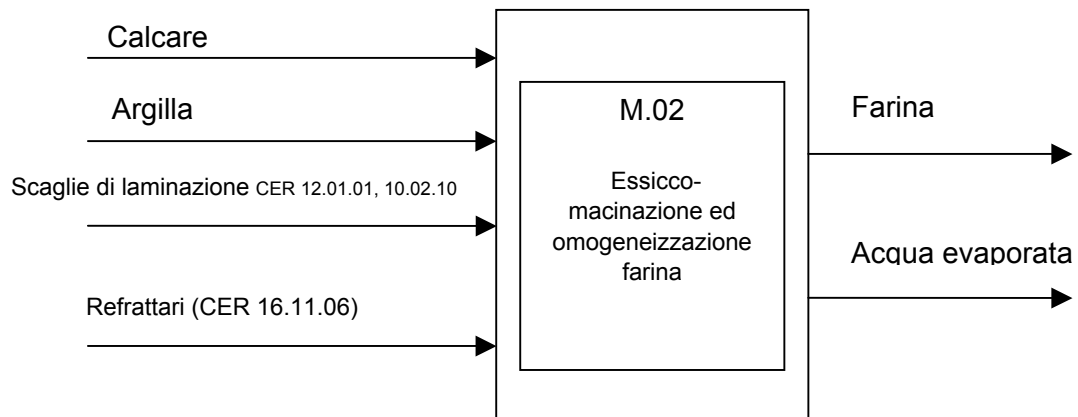 Calcare
Argilla
Scaglie di laminazione CER 12.01.01, 10.02.10
Refrattari (CER 16.11.06)
M.02
Essicco-
macinazione ed
omogeneizzazione
farina
Farina
Acqua evaporata